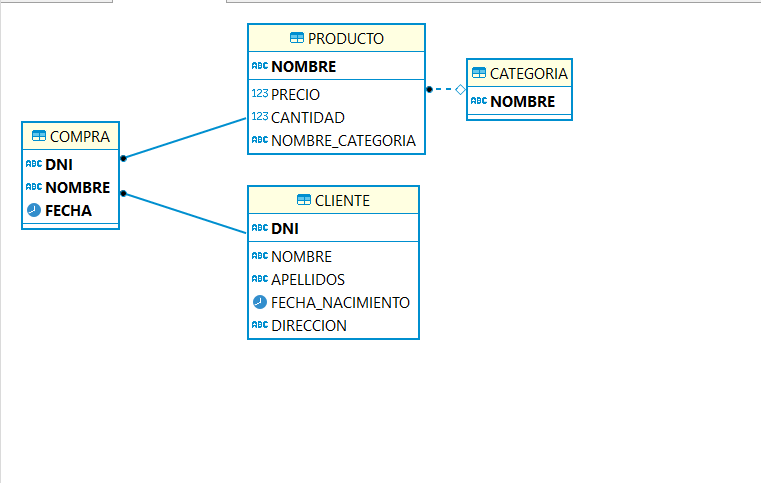 PRODUCTO
ABC NOMBRE
123 PRECIO
123 CANTIDAD
ABC NOMBRE_CATEGORIA
CATEGORIA
ABC NOMBRE
COMPRA
ABC DNI
ABC NOMBRE
FECHA
CLIENTE
ABC DNI
ABC NOMBRE
ABC APELLIDOS
FECHA_NACIMIENTO
ABC DIRECCION